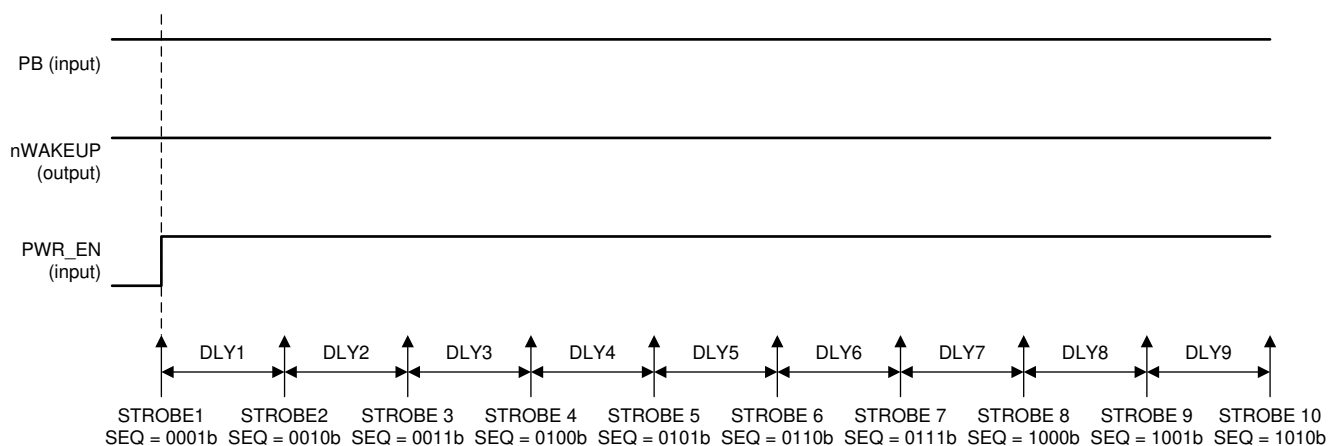 PB (input)
nWAKEUP
(output)
PWR_EN
(input)
DLY1 DLY2 DLY3 DLY4 DLY5 DLY6 DLY7 DLY8 DLY9
STROBE1 STROBE2 STROBE 3 STROBE 4 STROBE 5 STROBE 6 STROBE 7 STROBE 8 STROBE 9 STROBE 10
SEQ = 0001b SEQ = 0010b SEQ = 0011b SEQ = 0100b SEQ = 0101b SEQ = 0110b SEQ = 0111b SEQ = 1000b SEQ = 1001b SEQ = 1010b